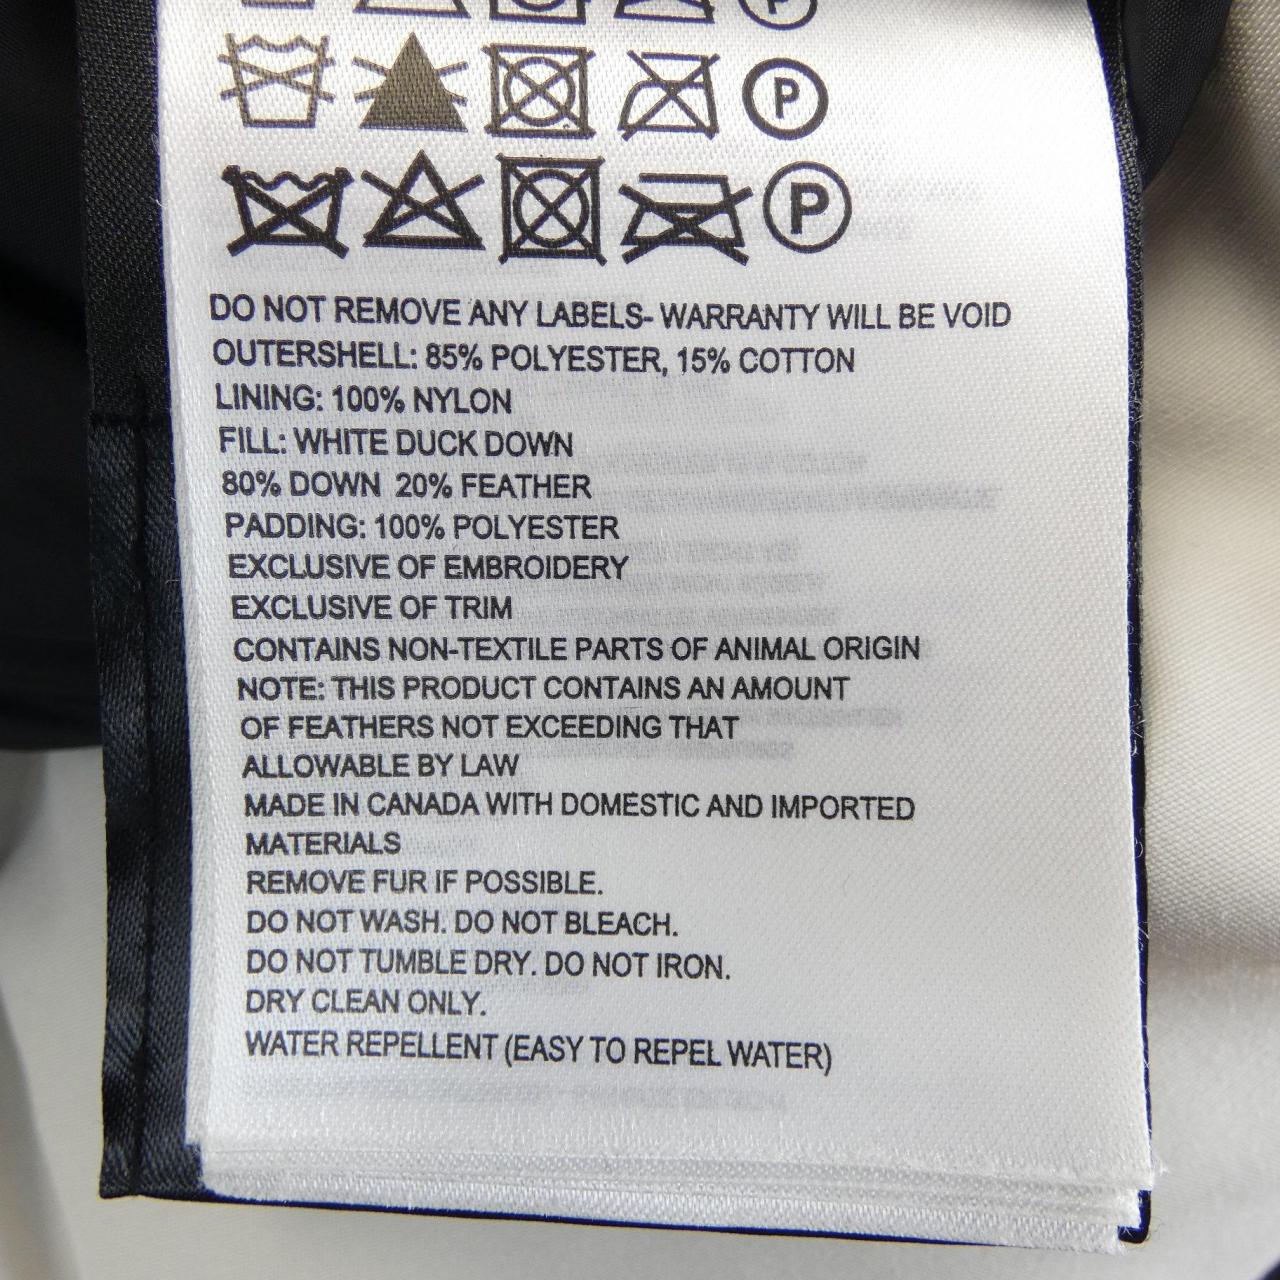 P
P
P
DO NOT REMOVE ANY LABELS- WARRANTY WILL BE VOID
OUTERSHELL: 85% POLYESTER, 15% COTTON
LINING: 100% NYLON
FILL: WHITE DUCK DOWN
80% DOWN 20% FEATHER
PADDING: 100% POLYESTER
EXCLUSIVE OF EMBROIDERY
EXCLUSIVE OF TRIM
CONTAINS NON-TEXTILE PARTS OF ANIMAL ORIGIN
NOTE: THIS PRODUCT CONTAINS AN AMOUNT
OF FEATHERS NOT EXCEEDING THAT
ALLOWABLE BY LAW
MADE IN CANADA WITH DOMESTIC AND IMPORTED
MATERIALS
REMOVE FUR IF POSSIBLE.
DO NOT WASH. DO NOT BLEACH.
DO NOT TUMBLE DRY. DO NOT IRON.
DRY CLEAN ONLY.
WATER REPELLENT (EASY TO REPEL WATER)